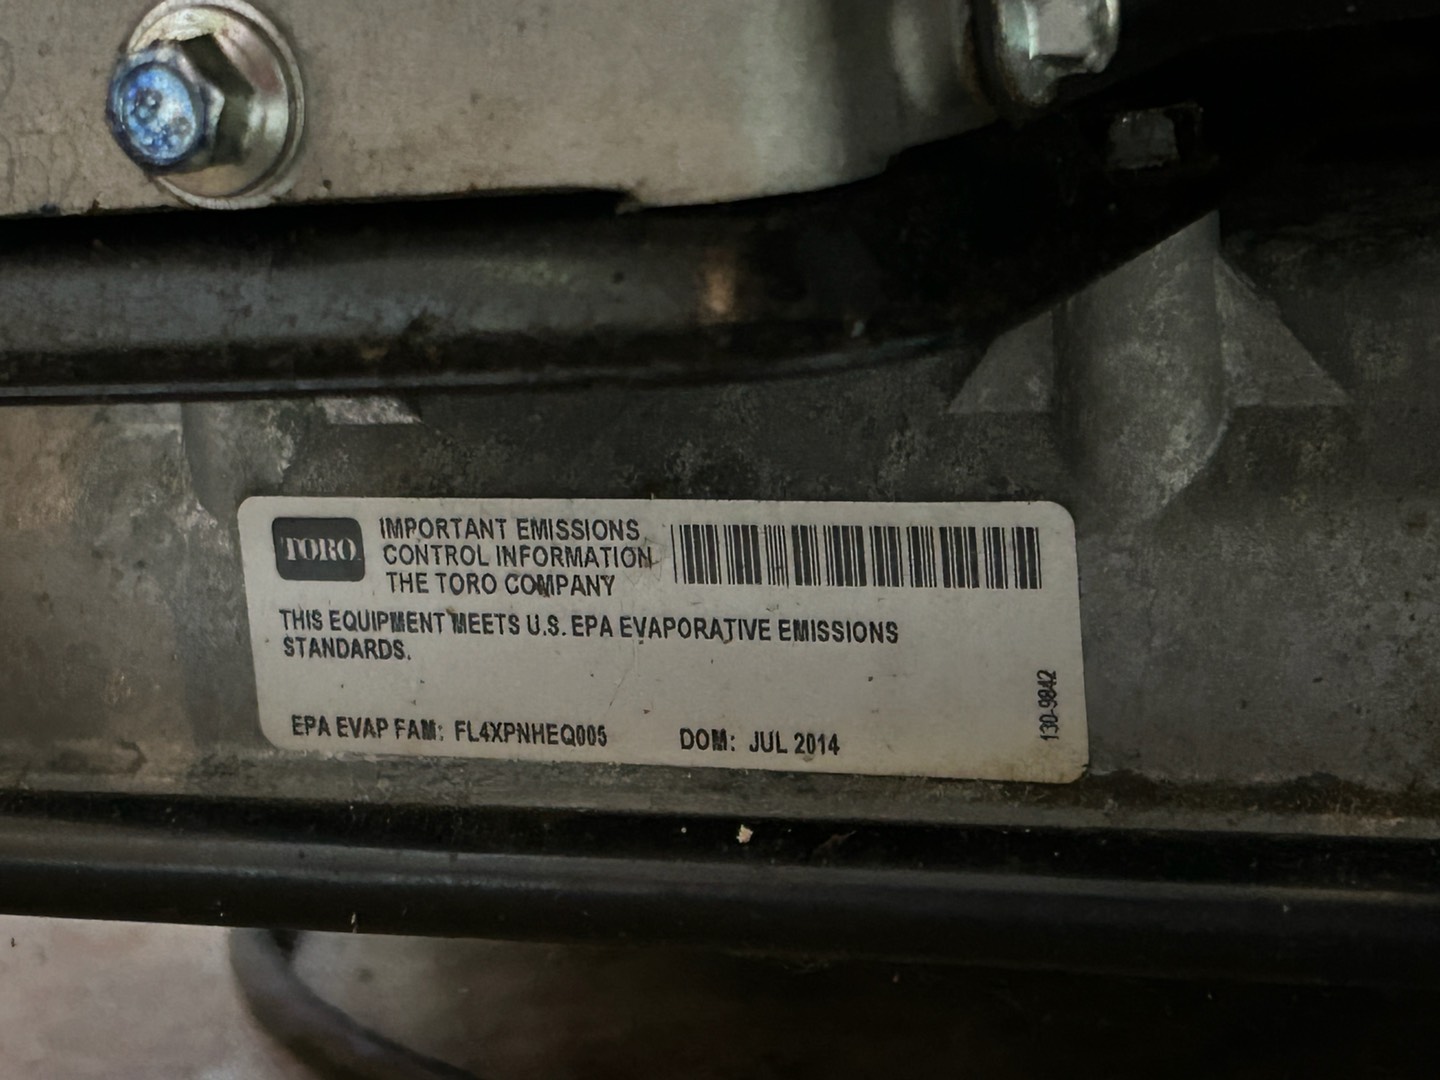 TORO
IMPORTANT EMISSIONS
CONTROL INFORMATION
THE TORO COMPANY
THIS EQUIPMENT MEETS U.S. EPA EVAPORATIVE EMISSIONS
STANDARDS.
EPA EVAP FAM: FL4XPNHEQ005 DOM: JUL 2014
130-9842